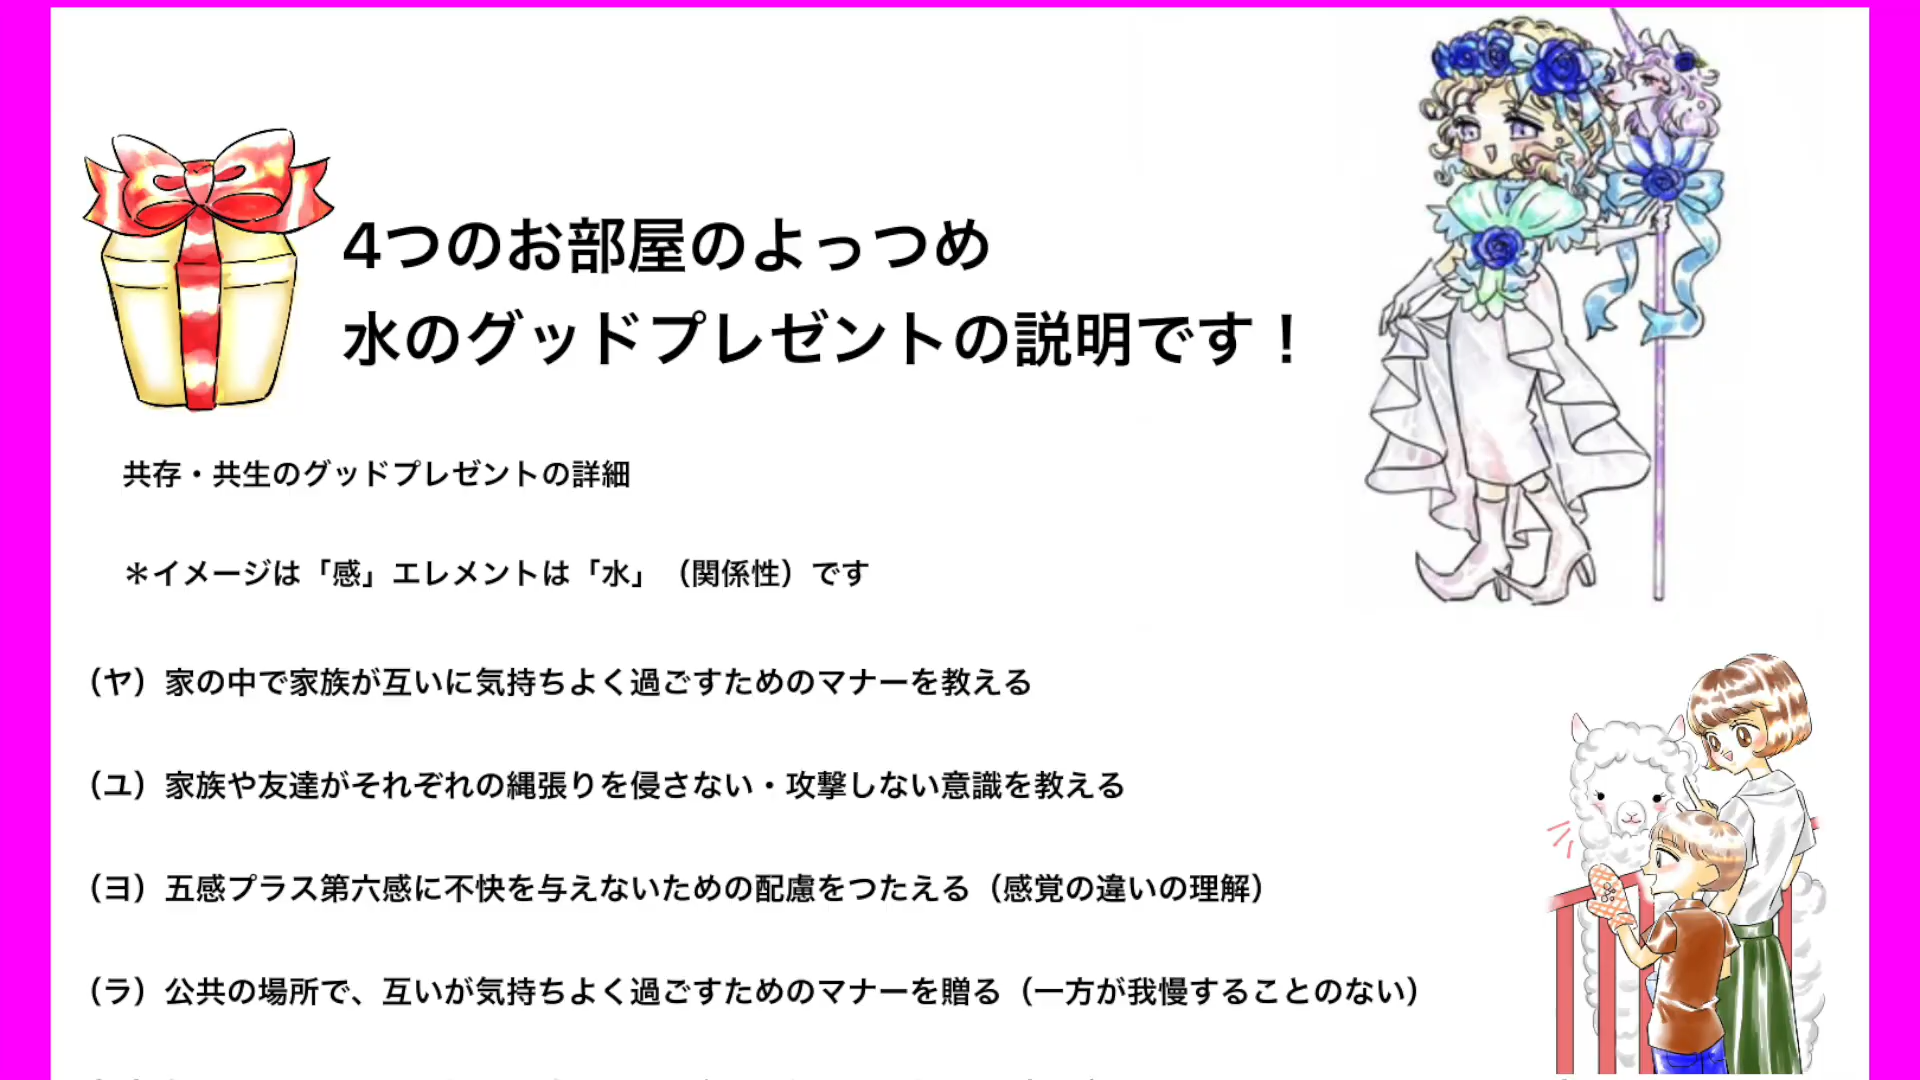 4つのお部屋のよっつめ
水のグッドプレゼントの説明です！
共存・共生のグッドプレゼントの詳細
＊イメージは「感」エレメントは「水」（関係性）です
（ヤ）家の中で家族が互いに気持ちよく過ごすためのマナーを教える
（ユ）家族や友達がそれぞれの縄張りを侵さない・攻撃しない意識を教える
（ヨ）五感プラス第六感に不快を与えないための配慮をつたえる（感覚の違いの理解）
（ラ）公共の場所で、互いが気持ちよく過ごすためのマナーを贈る（一方が我慢することのない）